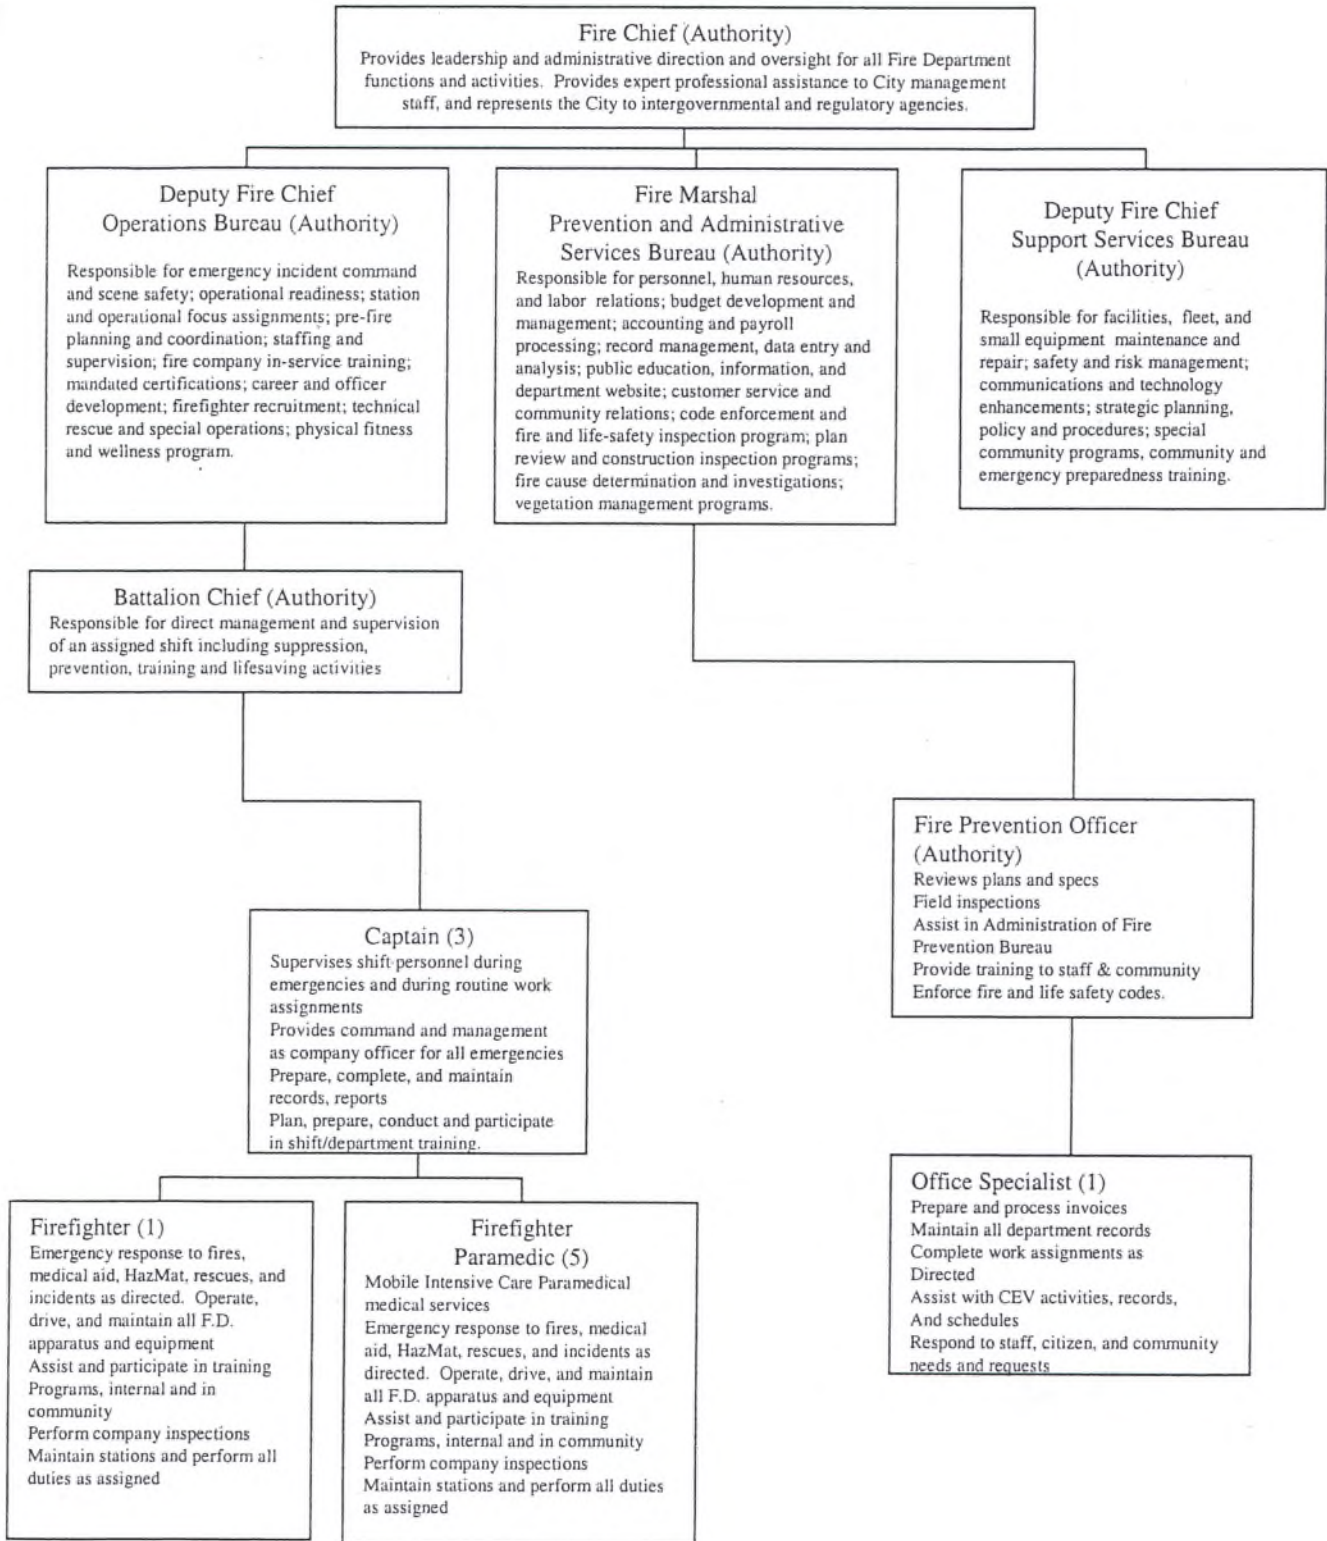 Fire Chief (Authority)
Provides leadership and administrative direction and oversight for all Fire Department
functions and activities. Provides expert professional assistance to City management
staff, and represents the City to intergovernmental and regulatory agencies.
Deputy Fire Chief
Operations Bureau (Authority)
Responsible for emergency incident command
and scene safety; operational readiness; station
and operational focus assignments; pre-fire
planning and coordination; staffing and
supervision; fire company in-service training;
mandated certifications; career and officer
development; firefighter recruitment; technical
rescue and special operations; physical fitness
and wellness program.
Fire Marshal
Prevention and Administrative
Services Bureau (Authority)
Responsible for personnel, human resources,
and labor relations; budget development and
management; accounting and payroll
processing; record management, data entry and
analysis; public education, information, and
department website; customer service and
community relations; code enforcement and
fire and life-safety inspection program; plan
review and construction inspection programs;
fire cause determination and investigations;
vegetation management programs.
Deputy Fire Chief
Support Services Bureau
(Authority)
Responsible for facilities, fleet, and
small equipment maintenance and
repair; safety and risk management;
communications and technology
enhancements; strategic planning,
policy and procedures; special
community programs, community and
emergency preparedness training.
Battalion Chief (Authority)
Responsible for direct management and supervision
of an assigned shift including suppression,
prevention, training and lifesaving activities
Fire Prevention Officer
(Authority)
Reviews plans and specs
Field inspections
Assist in Administration of Fire
Prevention Bureau
Provide training to staff & community
Enforce fire and life safety codes.
Captain (3)
Supervises shift personnel during
emergencies and during routine work
assignments
Provides command and management
as company officer for all emergencies
Prepare, complete, and maintain
records, reports
Plan, prepare, conduct and participate
in shift/department training.
Firefighter (1)
Emergency response to fires,
medical aid, HazMat, rescues, and
incidents as directed. Operate,
drive, and maintain all F.D.
apparatus and equipment
Assist and participate in training
Programs, internal and in
community
Perform company inspections
Maintain stations and perform all
duties as assigned
Firefighter
Paramedic (5)
Mobile Intensive Care Paramedical
medical services
Emergency response to fires, medical
aid, HazMat, rescues, and incidents as
directed. Operate, drive, and maintain
all F.D. apparatus and equipment
Assist and participate in training
Programs, internal and in community
Perform company inspections
Maintain stations and perform all duties
as assigned
Office Specialist (1)
Prepare and process invoices
Maintain all department records
Complete work assignments as
Directed
Assist with CEV activities, records,
And schedules
Respond to staff, citizen, and community
needs and requests